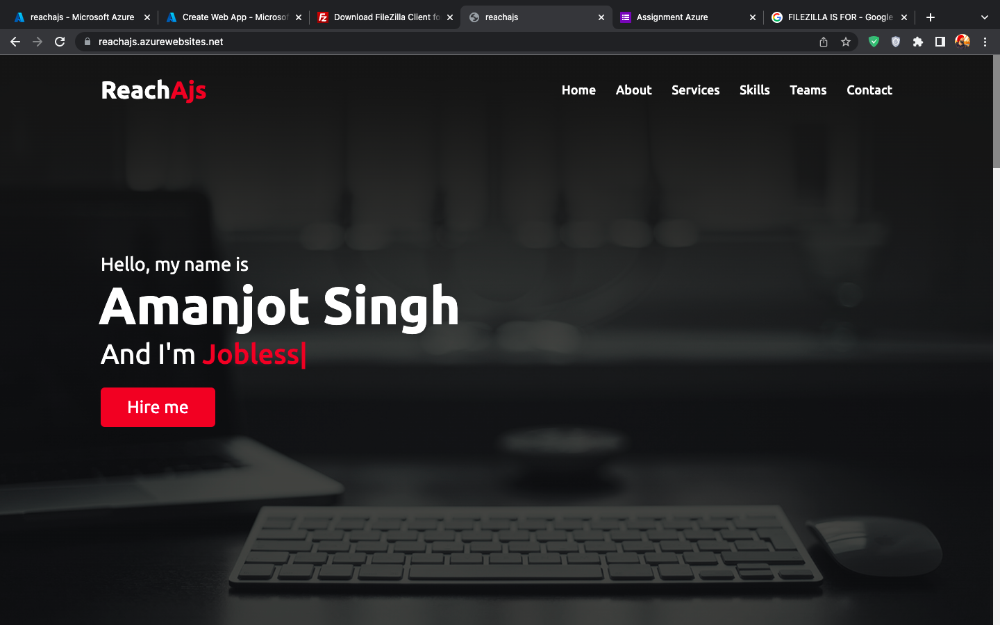 reachajs - Microsoft Azure
Create Web App - Microsof
Download FileZilla Client fo
reachajs
Assignment Azure
FILEZILLA IS FOR - Google
reachajs.azurewebsites.net
ReachAjs
Home About Services Skills Teams Contact
Hello, my name is
Amanjot Singh
And I'm Jobless|
Hire me